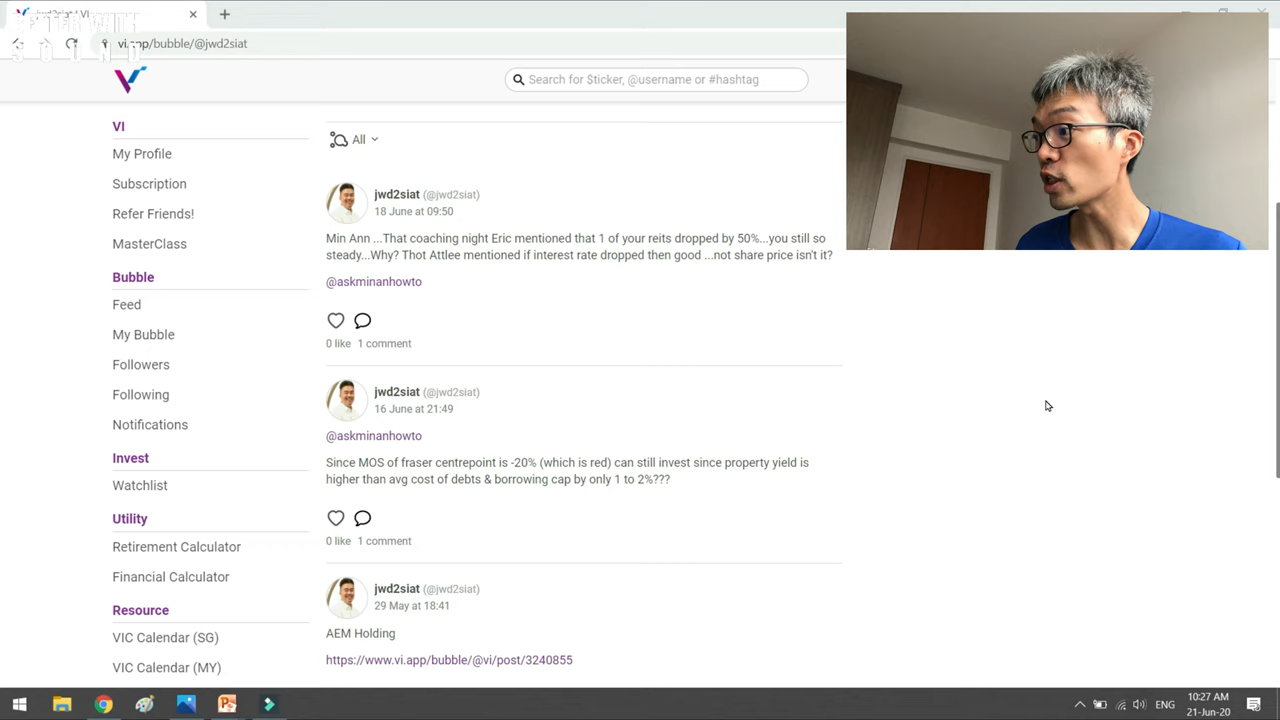 BETTER WITH
SOUND
vi.app/bubble/@jwd2siat
Search for $ticker, @username or #hashtag
VI
My Profile
Subscription
Refer Friends!
MasterClass
Bubble
Feed
My Bubble
Followers
Following
Notifications
Invest
Watchlist
Utility
Retirement Calculator
Financial Calculator
Resource
VIC Calendar (SG)
VIC Calendar (MY)
All
jwd2siat (@jwd2siat)
18 June at 09:50
Min Ann ...That coaching night Eric mentioned that 1 of your reits dropped by 50%...you still so
steady...Why? Thot Attlee mentioned if interest rate dropped then good ...not share price isn't it?
@askminanhowto
0 like 1 comment
jwd2siat (@jwd2siat)
16 June at 21:49
@askminanhowto
Since MOS of fraser centrepoint is -20% (which is red) can still invest since property yield is
higher than avg cost of debts & borrowing cap by only 1 to 2%???
0 like 1 comment
jwd2siat (@jwd2siat)
29 May at 18:41
AEM Holding
https://www.vi.app/bubble/@vi/post/3240855
ENG
10:27 AM
21-Jun-20